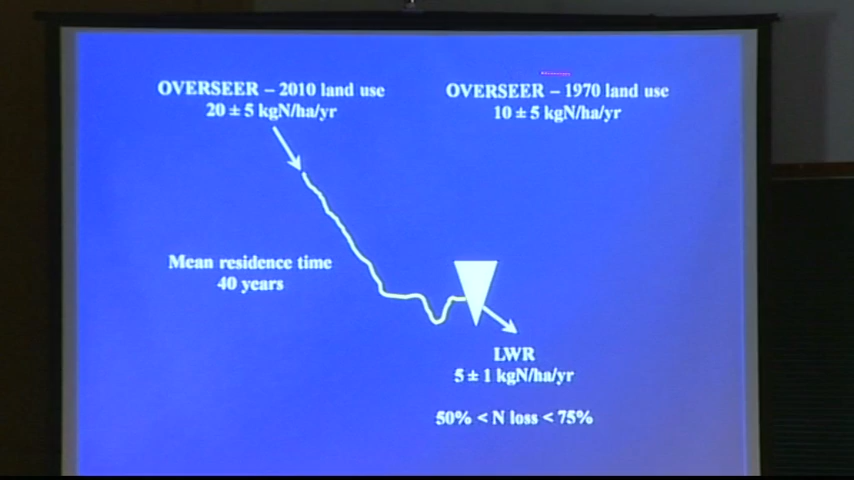 OVERSEER – 2010 land use
20 ± 5 kgN/ha/yr
OVERSEER – 1970 land use
10 ± 5 kgN/ha/yr
Mean residence time
40 years
LWR
5 ± 1 kgN/ha/yr
50% < N loss < 75%